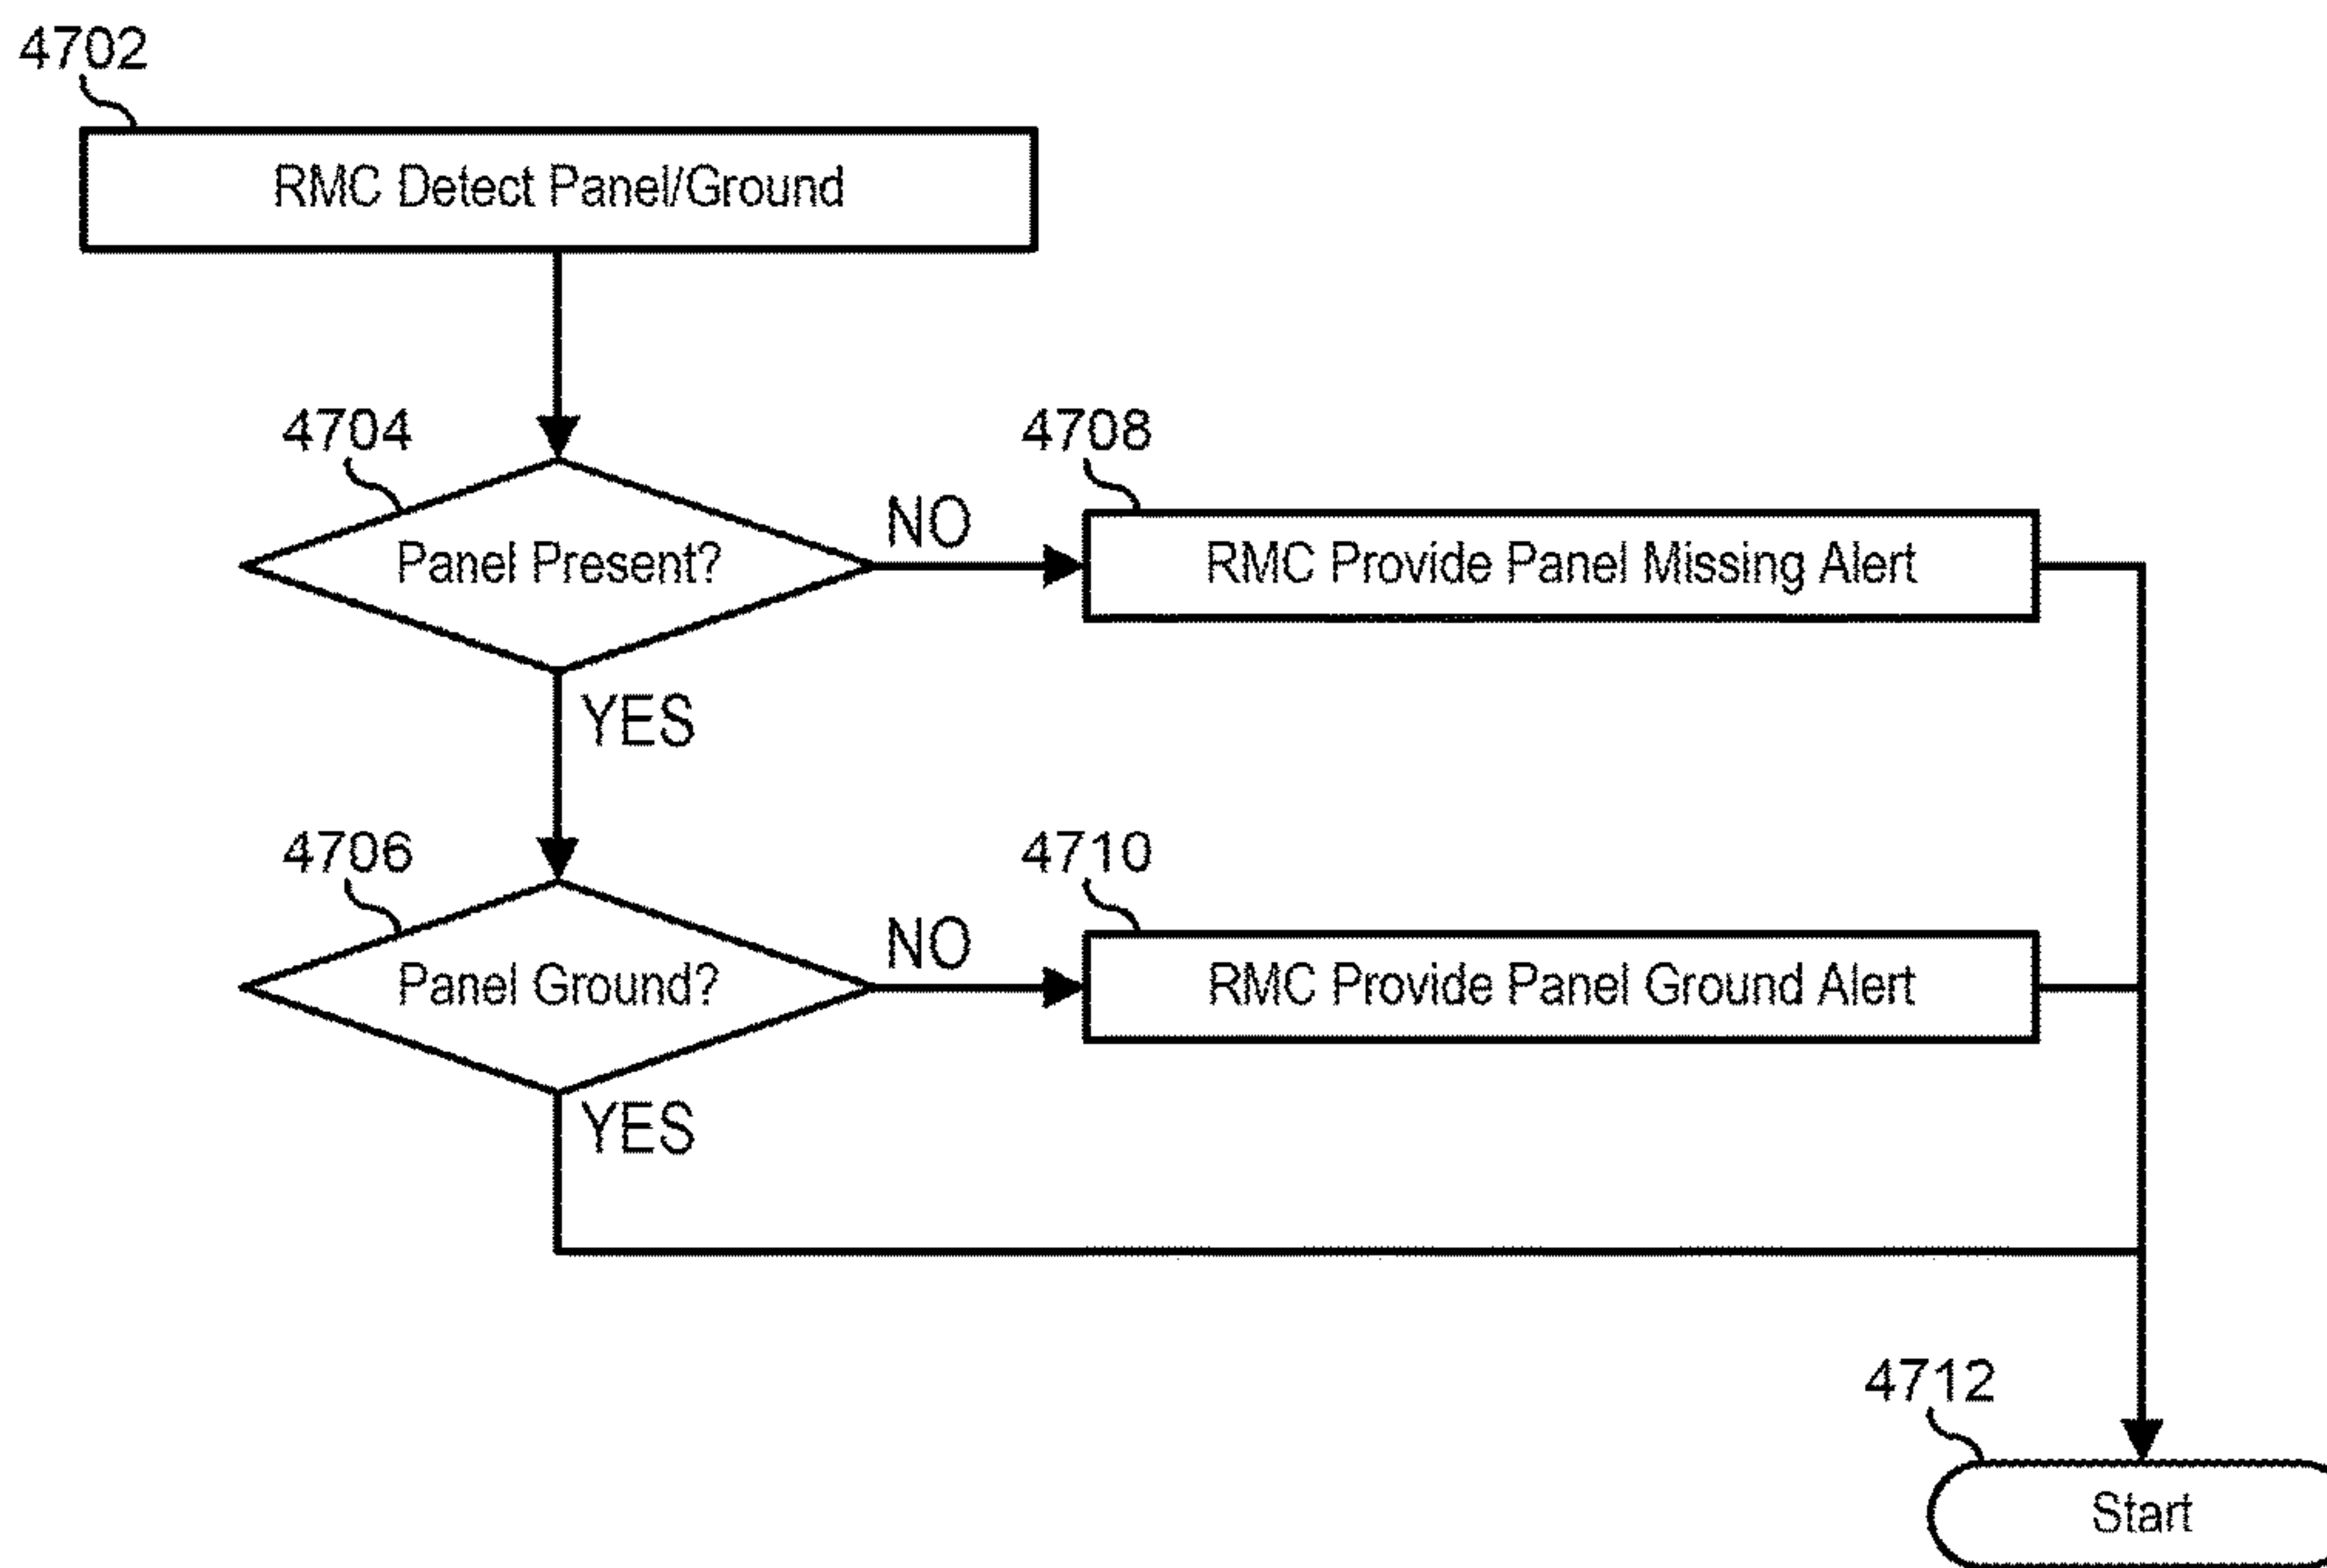 4702
RMC Detect Panel/Ground
4704
4708
Panel Present?
NO
RMC Provide Panel Missing Alert
YES
4706
4710
Panel Ground?
NO
RMC Provide Panel Ground Alert
YES
4712
Start